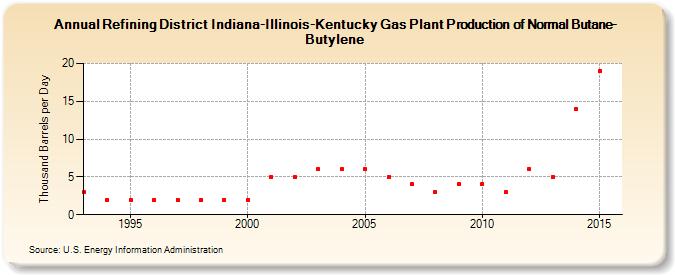 Annual Refining District Indiana-Illinois-Kentucky Gas Plant Production of Normal Butane-
Butylene
Thousand Barrels per Day
20
15
10
5
0
1995
2000
2005
2010
2015
Source: U.S. Energy Information Administration